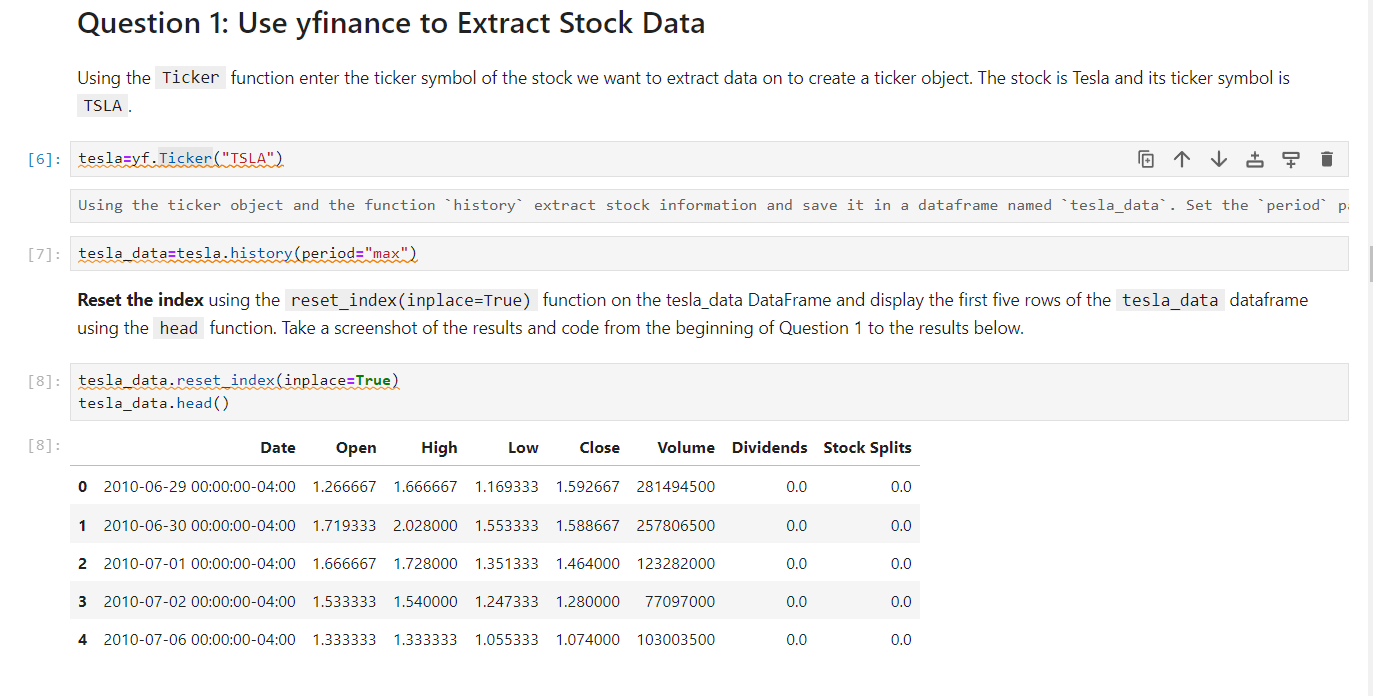 Question 1: Use yfinance to Extract Stock Data
Using the Ticker function enter the ticker symbol of the stock we want to extract data on to create a ticker object. The stock is Tesla and its ticker symbol is
TSLA .
[6]: tesla=yf.Ticker("TSLA")
Using the ticker object and the function `history` extract stock information and save it in a dataframe named `tesla_data`. Set the `period`
[7]: tesla_data=tesla.history(period="max")
Reset the index using the reset_index(inplace=True) function on the tesla_data DataFrame and display the first five rows of the tesla_data dataframe
using the head function. Take a screenshot of the results and code from the beginning of Question 1 to the results below.
[8]: tesla_data.reset_index(inplace=True)
tesla_data.head()
[8]: Date Open High Low Close Volume Dividends Stock Splits
0 2010-06-29 00:00:00-04:00 1.266667 1.666667 1.169333 1.592667 281494500 0.0 0.0
1 2010-06-30 00:00:00-04:00 1.719333 2.028000 1.553333 1.588667 257806500 0.0 0.0
2 2010-07-01 00:00:00-04:00 1.666667 1.728000 1.351333 1.464000 123282000 0.0 0.0
3 2010-07-02 00:00:00-04:00 1.533333 1.540000 1.247333 1.280000 77097000 0.0 0.0
4 2010-07-06 00:00:00-04:00 1.333333 1.333333 1.055333 1.074000 103003500 0.0 0.0